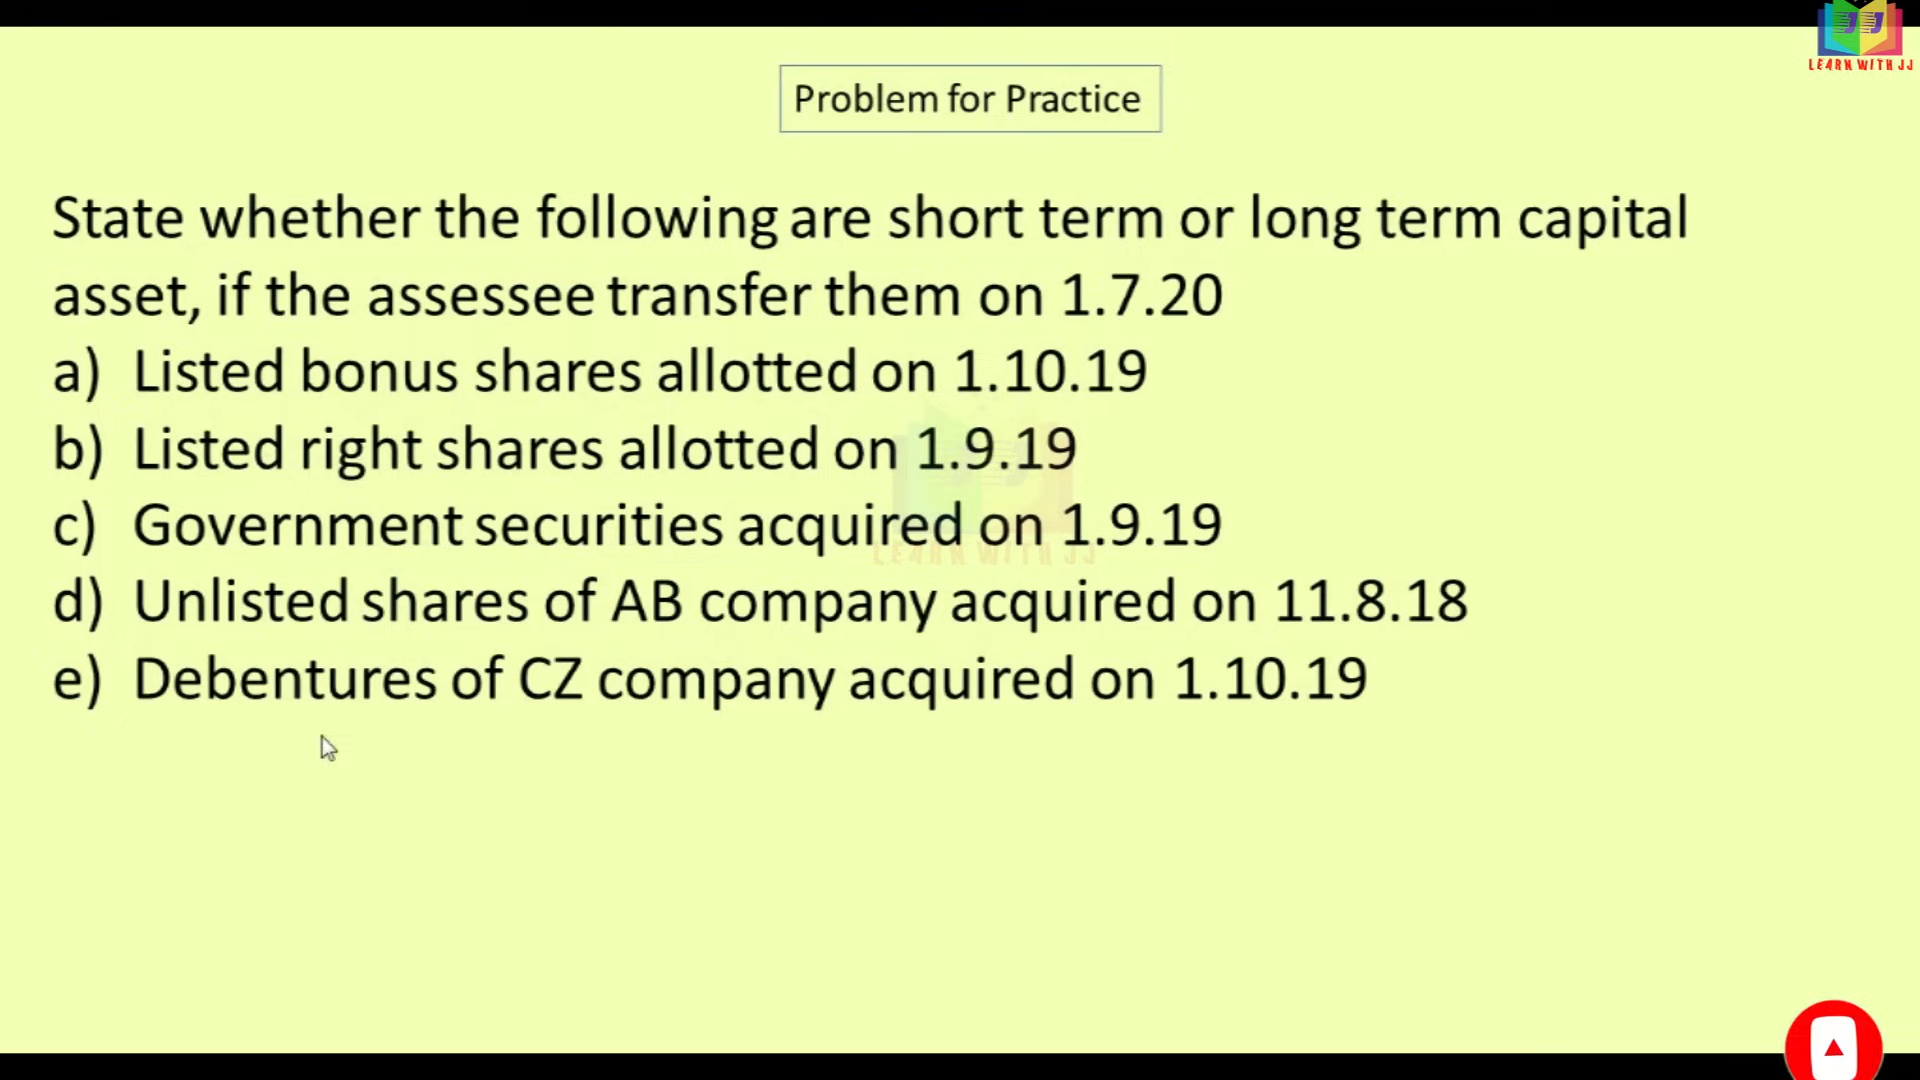 LEARN WITH JJ
Problem for Practice
State whether the following are short term or long term capital
asset, if the assessee transfer them on 1.7.20
a) Listed bonus shares allotted on 1.10.19
b) Listed right shares allotted on 1.9.19
c) Government securities acquired on 1.9.19
LEARN WITH JJ
d) Unlisted shares of AB company acquired on 11.8.18
e) Debentures of CZ company acquired on 1.10.19